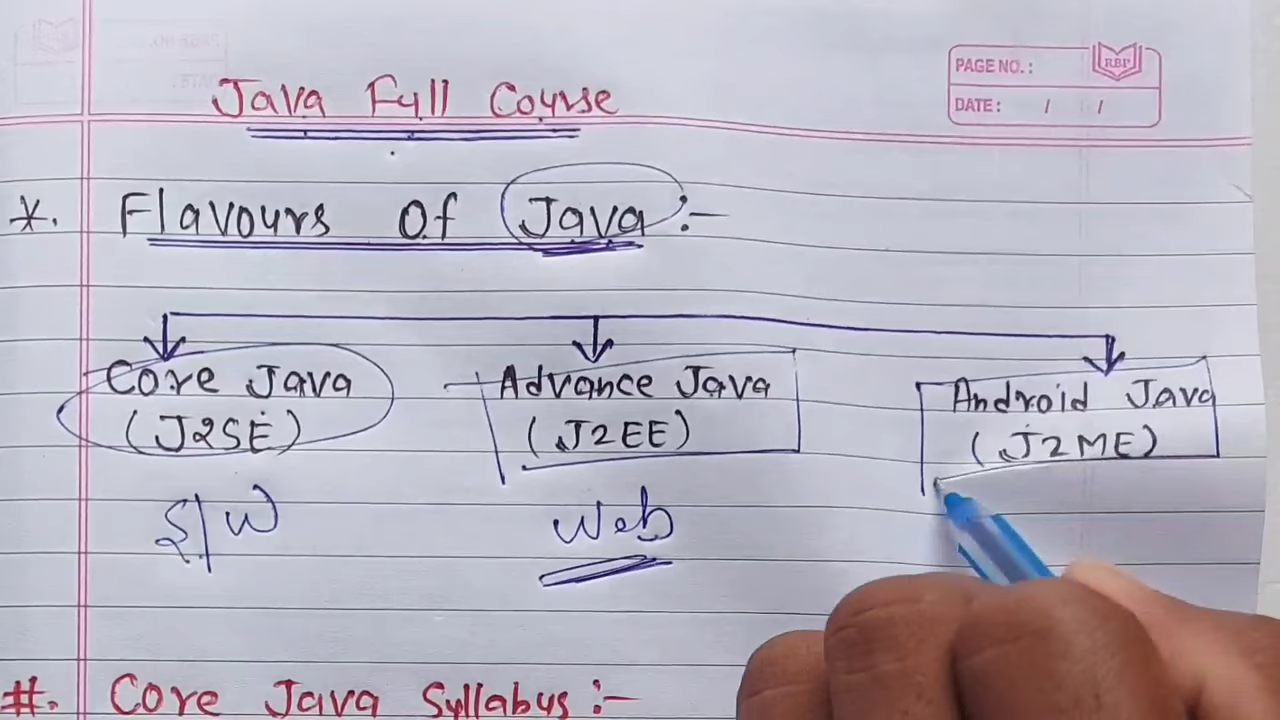 PAGE NO.:
RBP
DATE: / /
Java Full Course
*. Flavours Of Java :-
Core Java Advance Java Android Java
(J2SE) (J2EE) (J2ME)
S/W Web
#. Core Java Syllabus :-